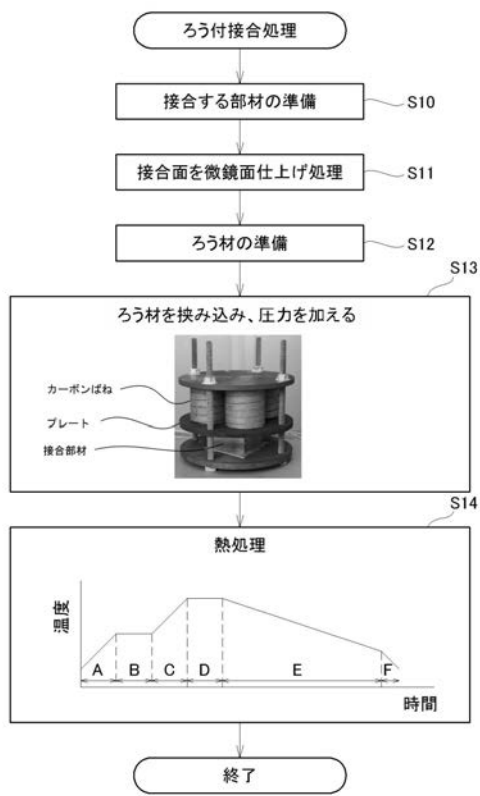 ろう付接合処理
接合する部材の準備
S10
接合面を微鏡面仕上げ処理
S11
ろう材の準備
S12
S13
ろう材を挟み込み、圧力を加える
カーボンばね
プレート
接合部材
S14
熱処理
温度
A B C D E F
時間
終了